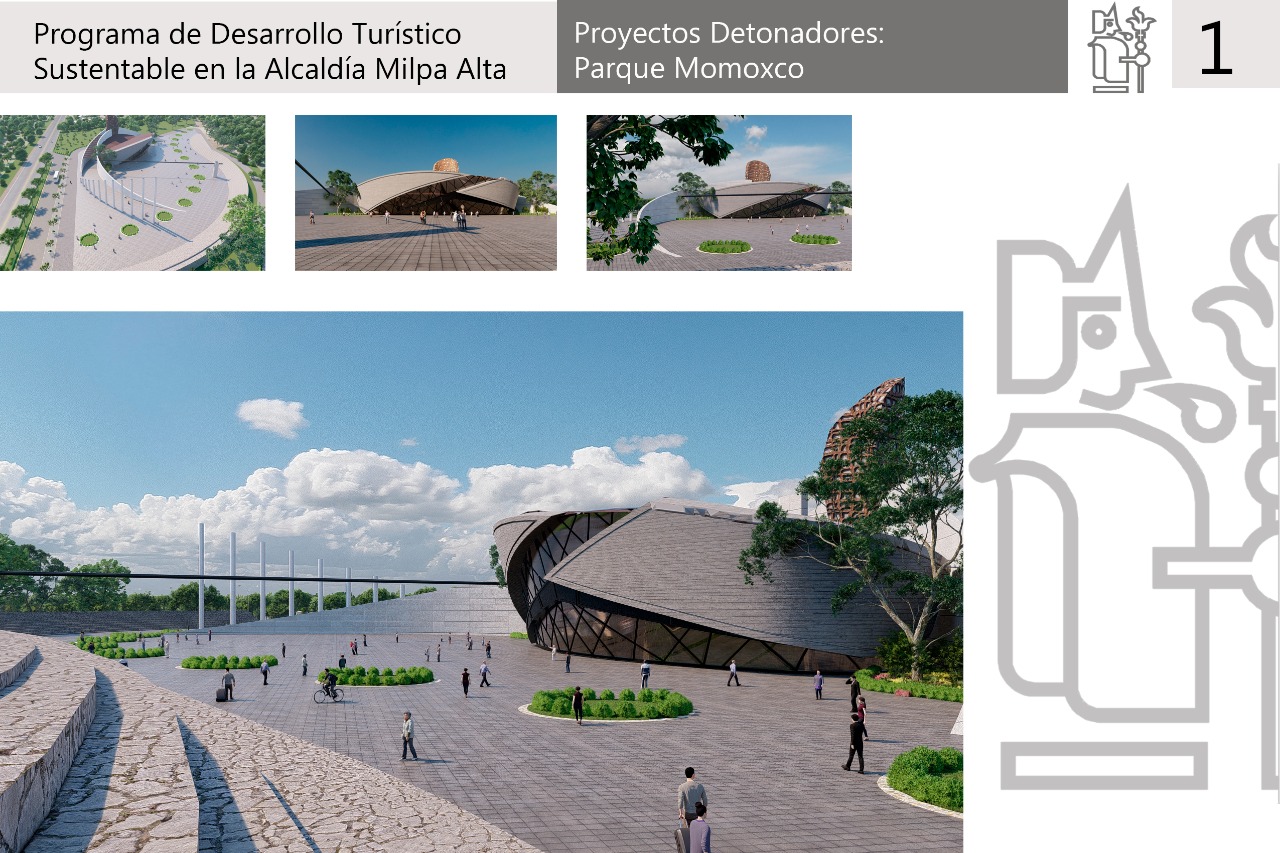 Programa de Desarrollo Turístico
Sustentable en la Alcaldía Milpa Alta
Proyectos Detonadores:
Parque Momoxco
1